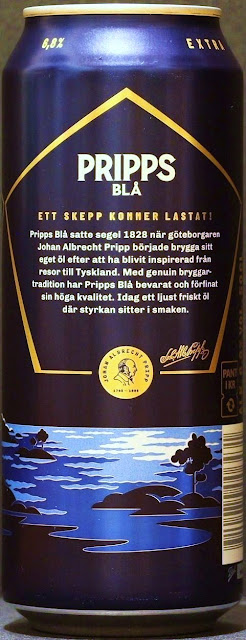 6,0% EXTRA
PRIPPS
BLÅ
ETT SKEPP KOMMER LASTAT!
Pripps Blå satte segel 1828 när göteborgaren
Johan Albrecht Pripp började brygga sitt
eget öl efter att ha blivit inspirerad från
resor till Tyskland. Med genuin bryggar-
tradition har Pripps Blå bevarat och förfinat
sin höga kvalitet. Idag ett ljust friskt öl
där styrkan sitter i smaken.
JOHAN ALBRECHT PRIPP
PANT
1 KR